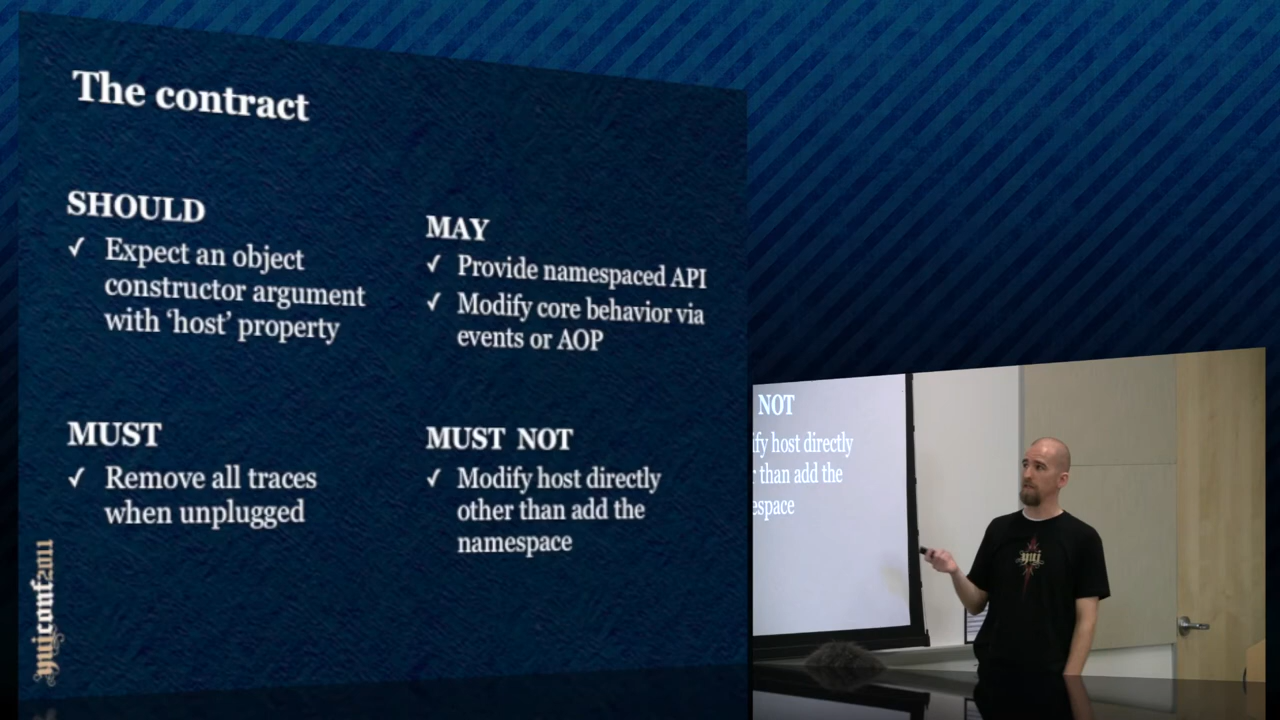 The contract
SHOULD
✓ Expect an object
constructor argument
with ‘host’ property
MAY
✓ Provide namespaced API
✓ Modify core behavior via
events or AOP
MUST
✓ Remove all traces
when unplugged
MUST NOT
✓ Modify host directly
other than add the
namespace
yuiconf2011
NOT
ify host directly
r than add the
espace
yui